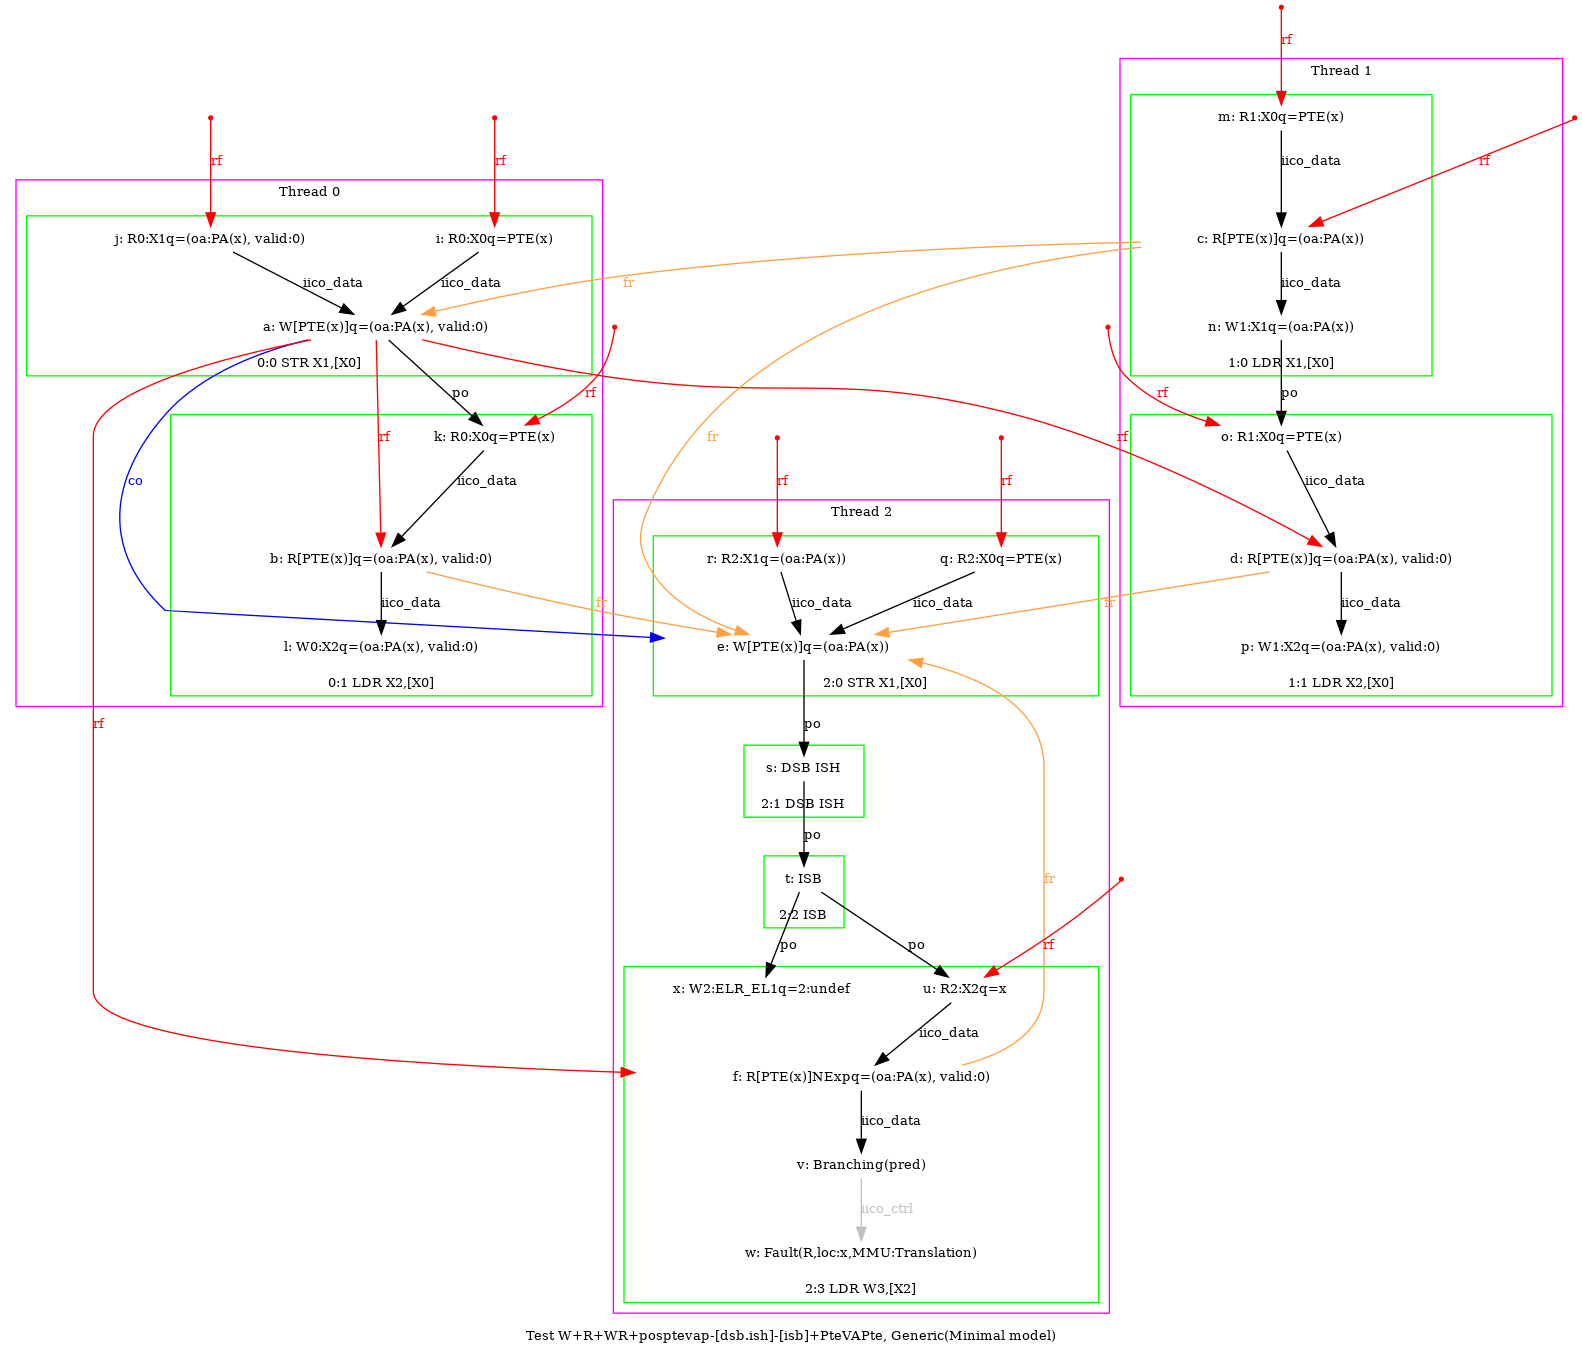 rf
Thread 1
m: R1:X0q=PTE(x)
rf
rf
iico_data
rf
Thread 0
j: R0:X1q=(oa:PA(x), valid:0)
i: R0:X0q=PTE(x)
c: R[PTE(x)]q=(oa:PA(x))
iico_data
iico_data
fr
iico_data
a: W[PTE(x)]q=(oa:PA(x), valid:0)
n: W1:X1q=(oa:PA(x))
0:0 STR X1,[X0]
1:0 LDR X1,[X0]
po
rf
rf
po
rf
k: R0:X0q=PTE(x)
fr
rf
o: R1:X0q=PTE(x)
co
iico_data
rf
rf
iico_data
Thread 2
b: R[PTE(x)]q=(oa:PA(x), valid:0)
r: R2:X1q=(oa:PA(x))
q: R2:X0q=PTE(x)
d: R[PTE(x)]q=(oa:PA(x), valid:0)
iico_data
fr
iico_data
iico_data
fr
iico_data
l: W0:X2q=(oa:PA(x), valid:0)
e: W[PTE(x)]q=(oa:PA(x))
p: W1:X2q=(oa:PA(x), valid:0)
0:1 LDR X2,[X0]
2:0 STR X1,[X0]
1:1 LDR X2,[X0]
rf
po
s: DSB ISH
2:1 DSB ISH
po
t: ISB
fr
2:2 ISB
po
po
rf
x: W2:ELR_EL1q=2:undef
u: R2:X2q=x
iico_data
f: R[PTE(x)]NExpq=(oa:PA(x), valid:0)
iico_data
v: Branching(pred)
iico_ctrl
w: Fault(R,loc:x,MMU:Translation)
2:3 LDR W3,[X2]
Test W+R+WR+posptevap-[dsb.ish]-[isb]+PteVAPte, Generic(Minimal model)